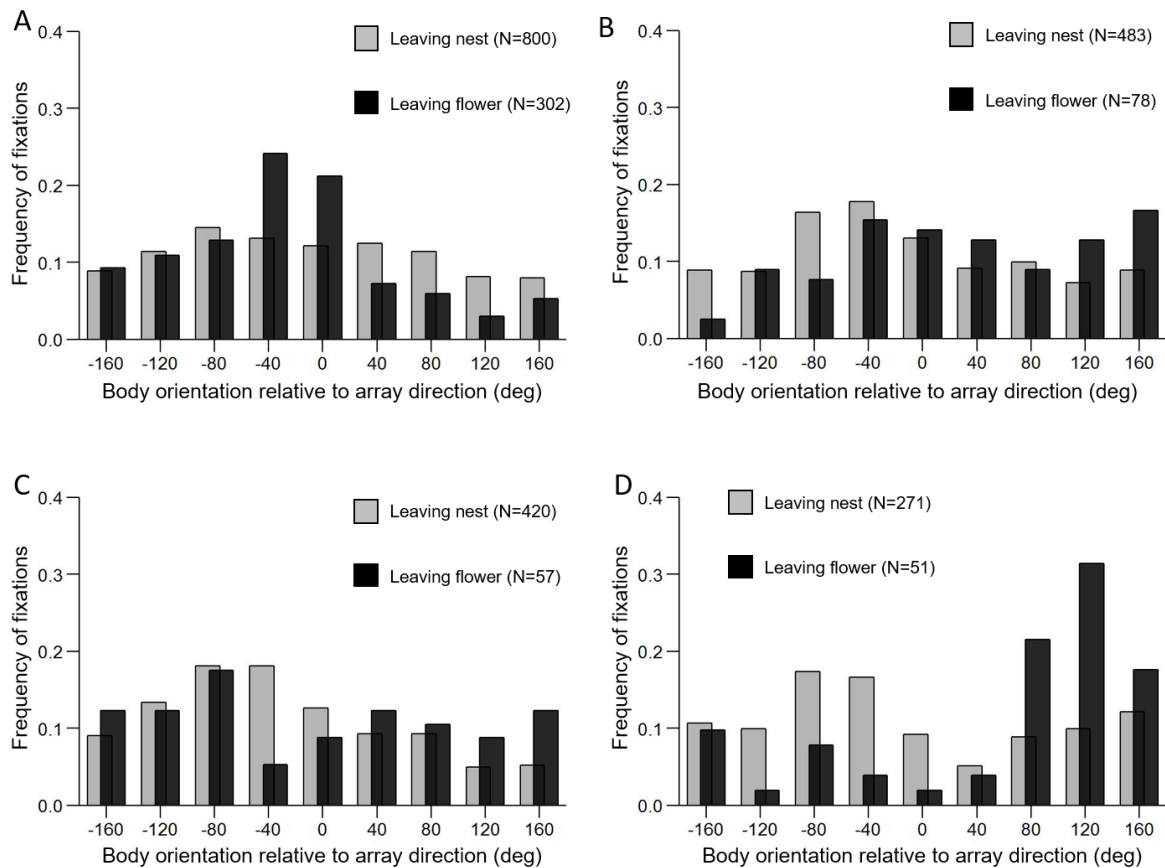 A
Leaving nest (N=800)
Leaving flower (N=302)
Frequency of fixations
0.4
0.3
0.2
0.1
0.0
-160 -120 -80 -40 0 40 80 120 160
Body orientation relative to array direction (deg)
B
Leaving nest (N=483)
Leaving flower (N=78)
Frequency of fixations
0.4
0.3
0.2
0.1
0.0
-160 -120 -80 -40 0 40 80 120 160
Body orientation relative to array direction (deg)
C
Leaving nest (N=420)
Leaving flower (N=57)
Frequency of fixations
0.4
0.3
0.2
0.1
0.0
-160 -120 -80 -40 0 40 80 120 160
Body orientation relative to array direction (deg)
D
Leaving nest (N=271)
Leaving flower (N=51)
Frequency of fixations
0.4
0.3
0.2
0.1
0.0
-160 -120 -80 -40 0 40 80 120 160
Body orientation relative to array direction (deg)